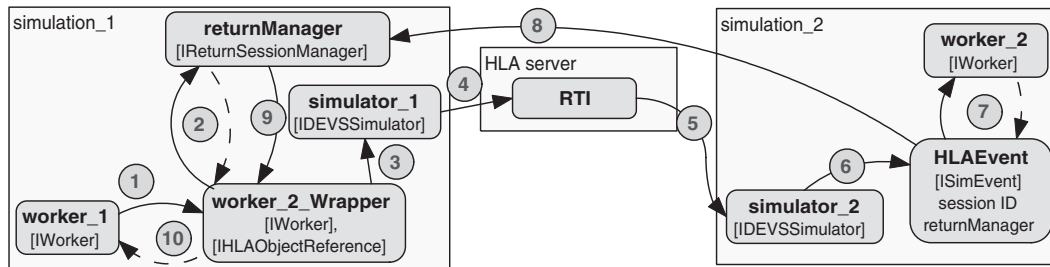 simulation_1
returnManager
[IReturnSessionManager]
8
simulation_2
worker_2
[IWorker]
HLA server
RTI
4
simulator_1
[IDEVSSimulator]
2
9
5
7
3
6
HLAEvent
[ISimEvent]
session ID
returnManager
1
worker_1
[IWorker]
10
worker_2_Wrapper
[IWorker],
[IHLAObjectReference]
simulator_2
[IDEVSSimulator]